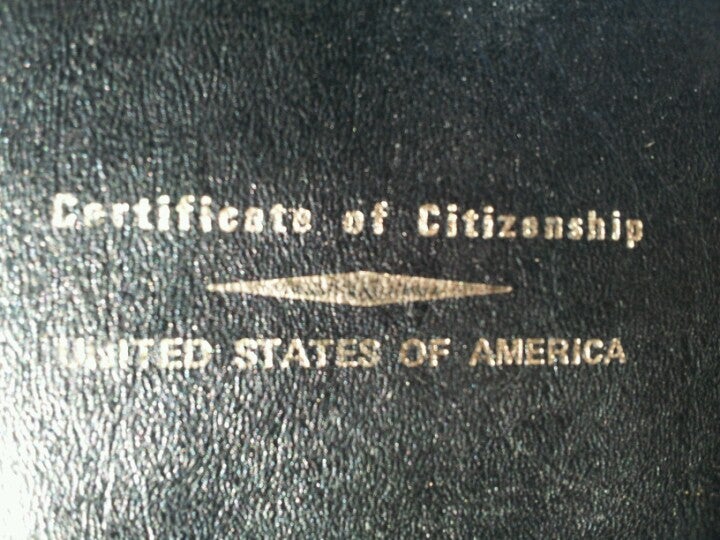 Certificate of Citizenship
UNITED STATES OF AMERICA